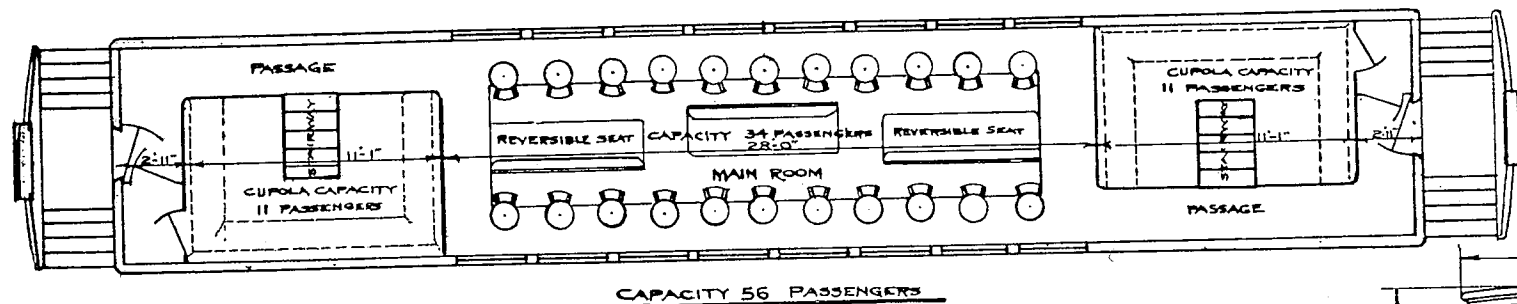 PASSAGE
STAIRWAY
2'-11"
11'-1"
CUPOLA CAPACITY
11 PASSENGERS
REVERSIBLE SEAT
CAPACITY 34 PASSENGERS
28'-0"
MAIN ROOM
REVERSIBLE SEAT
CUPOLA CAPACITY
11 PASSENGERS
STAIRWAY
11'-1"
2'-11"
PASSAGE
CAPACITY 56 PASSENGERS